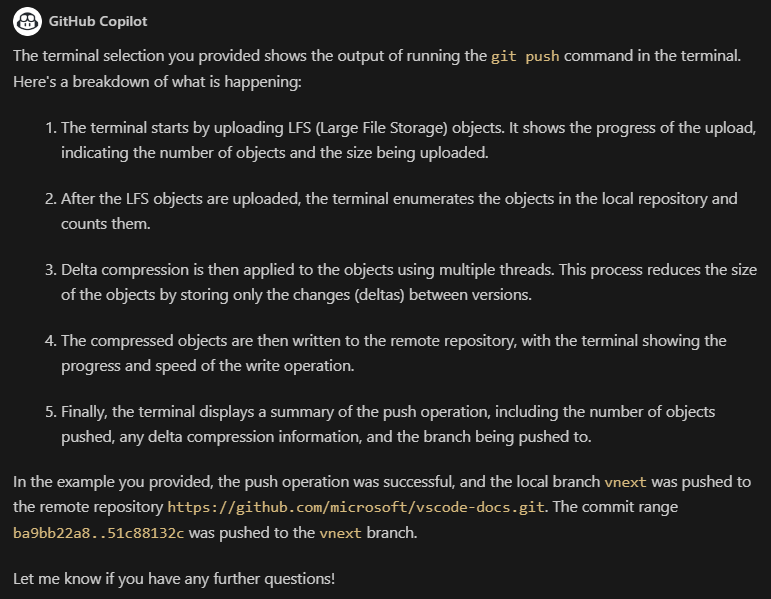 GitHub Copilot
The terminal selection you provided shows the output of running the git push command in the terminal.
Here's a breakdown of what is happening:
1. The terminal starts by uploading LFS (Large File Storage) objects. It shows the progress of the upload,
indicating the number of objects and the size being uploaded.
2. After the LFS objects are uploaded, the terminal enumerates the objects in the local repository and
counts them.
3. Delta compression is then applied to the objects using multiple threads. This process reduces the size
of the objects by storing only the changes (deltas) between versions.
4. The compressed objects are then written to the remote repository, with the terminal showing the
progress and speed of the write operation.
5. Finally, the terminal displays a summary of the push operation, including the number of objects
pushed, any delta compression information, and the branch being pushed to.
In the example you provided, the push operation was successful, and the local branch vnext was pushed to
the remote repository https://github.com/microsoft/vscode-docs.git. The commit range
ba9bb22a8..51c88132c was pushed to the vnext branch.
Let me know if you have any further questions!